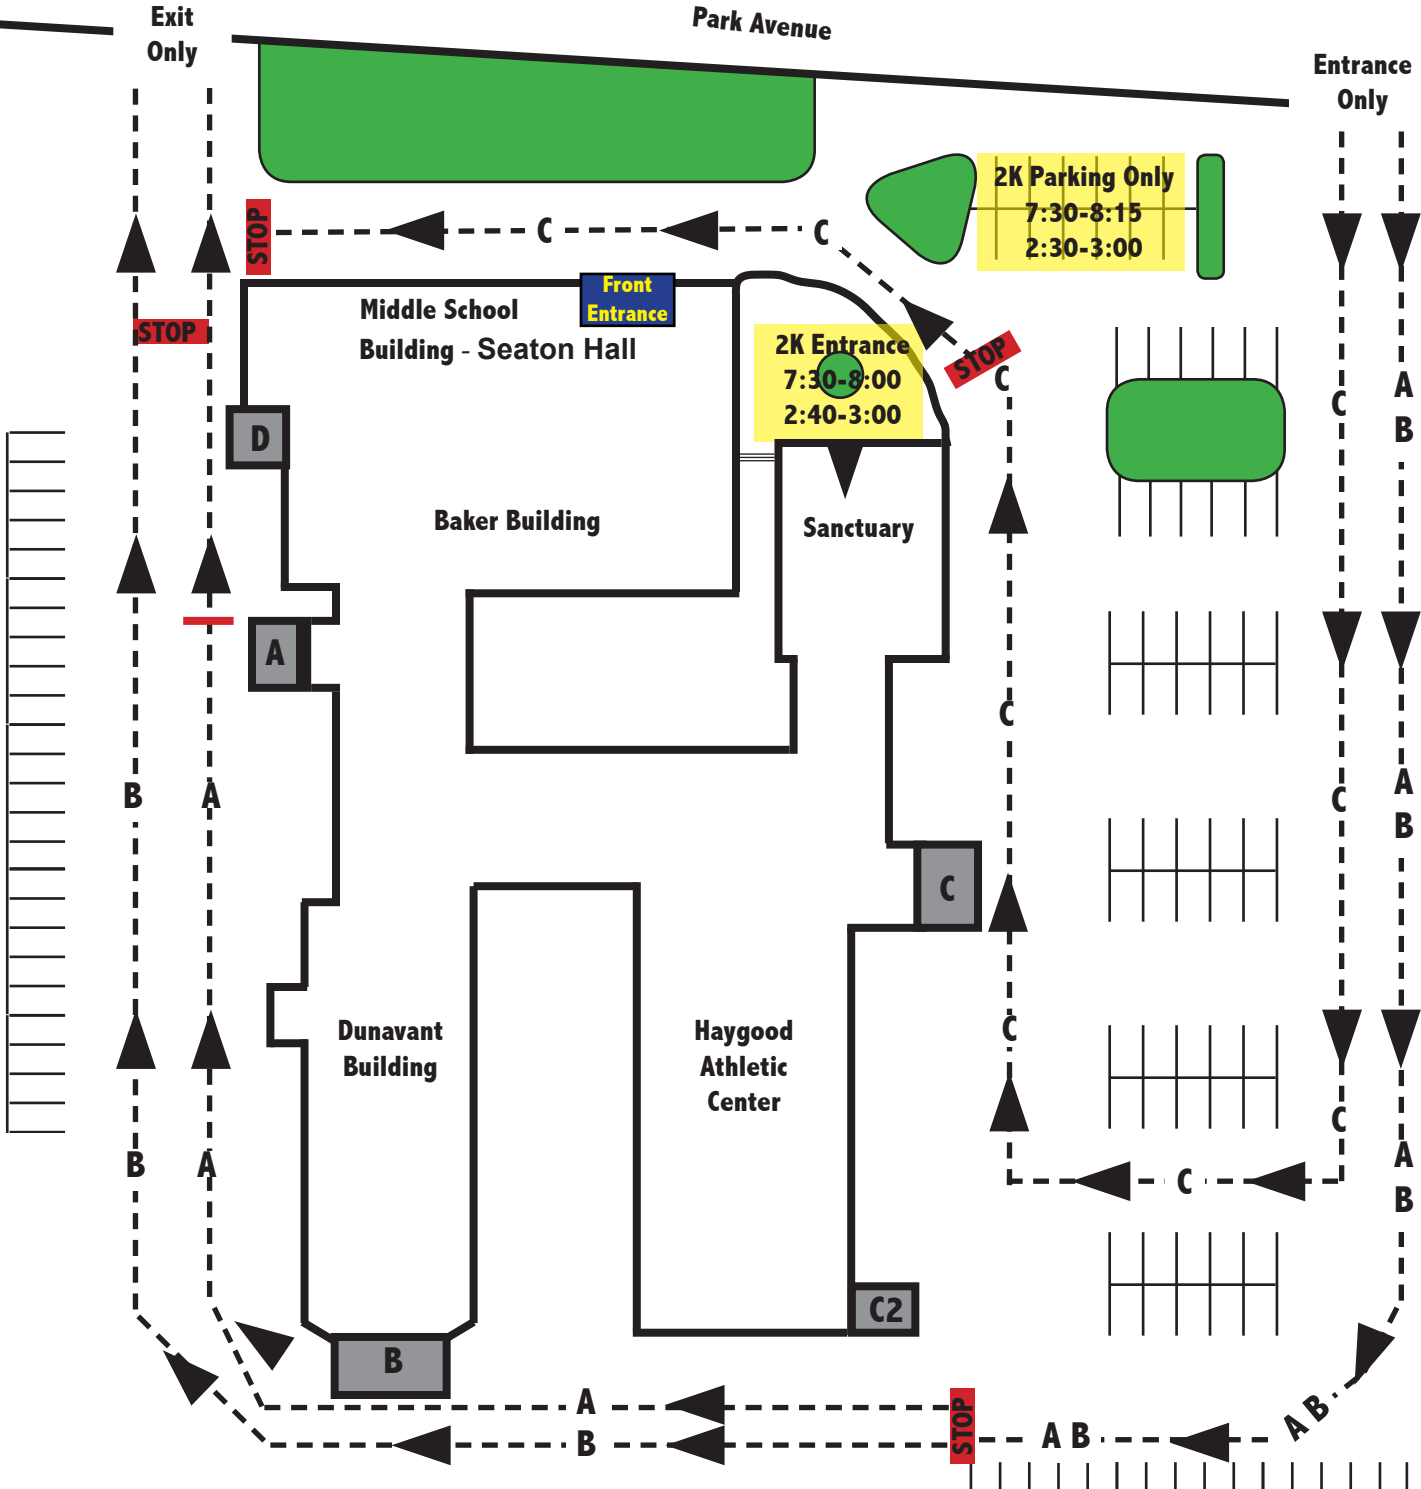 Exit
Only
Park Avenue
Entrance
Only
2K Parking Only
7:30-8:15
2:30-3:00
STOP
C
C
Front
Entrance
Middle School
Building - Seaton Hall
STOP
2K Entrance
7:30-8:00
2:40-3:00
STOP
C
C
A
B
D
Baker Building
Sanctuary
A
C
B
A
C
A
B
C
Dunavant
Building
Haygood
Athletic
Center
C
C
B
A
C
A
B
C2
B
A
B
STOP
A B
A B